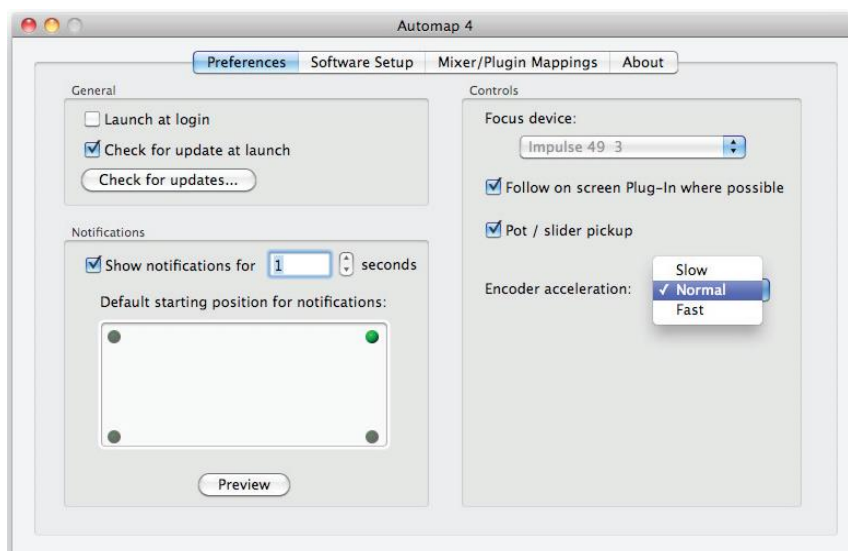 Automap 4
Preferences Software Setup Mixer/Plugin Mappings About
General
Launch at login
Check for update at launch
Check for updates...
Notifications
Show notifications for 1 seconds
Default starting position for notifications:
Preview
Controls
Focus device:
Impulse 49 3
Follow on screen Plug-In where possible
Pot / slider pickup
Slow
Encoder acceleration: ✓ Normal
Fast